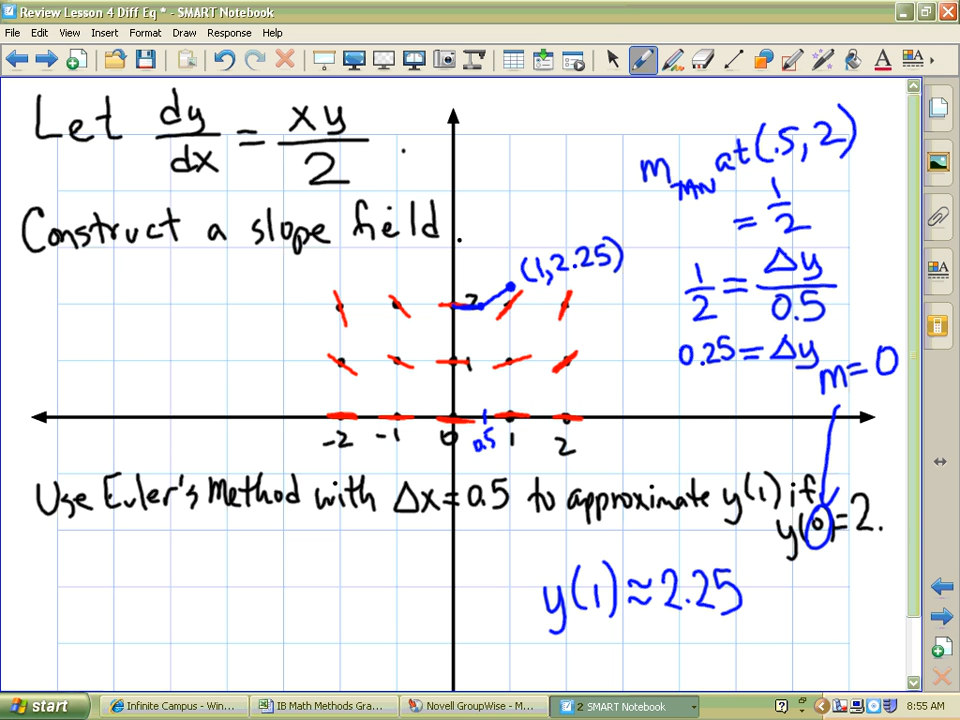 Review Lesson 4 Diff Eq * - SMART Notebook
File Edit View Insert Format Draw Response Help
Let dy/dx = xy/2 .
Construct a slope field.
m TAN at (.5, 2)
= 1/2
1/2 = Δy/0.5
0.25 = Δy
m = 0
(1, 2.25)
2
1
-2 -1 0 0.5 1 2
Use Euler's Method with Δx = 0.5 to approximate y(1) if
y(0) = 2.
y(1) ≈ 2.25
start Infinite Campus - Win... IB Math Methods Gra... Novell GroupWise - M... 2 SMART Notebook 8:55 AM